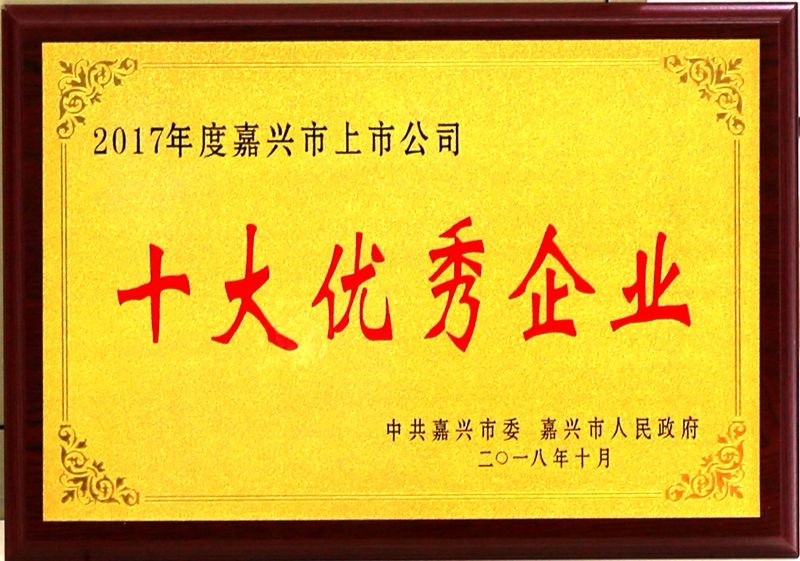 2017年度嘉兴市上市公司
十大优秀企业
中共嘉兴市委 嘉兴市人民政府
二〇一八年十月